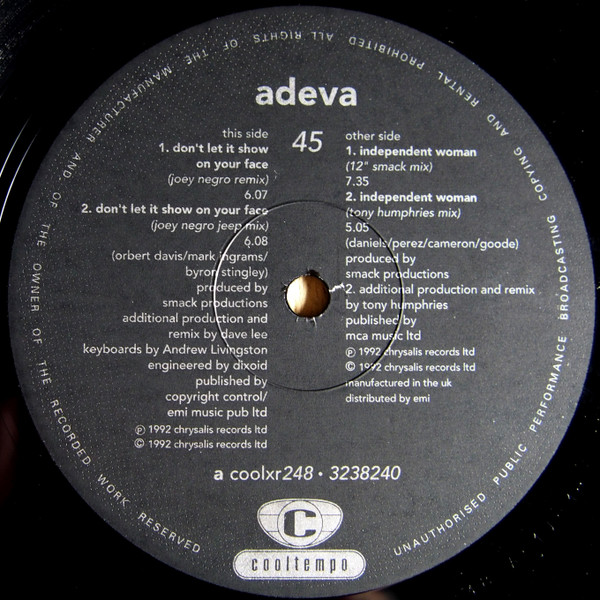 adeva
45
this side
1. don't let it show
on your face
(joey negro remix)
6.07
2. don't let it show on your face
(joey negro jeep mix)
6.08
(orbert davis/mark ingrams/
byron stingley)
produced by
smack productions
additional production and
remix by dave lee
keyboards by Andrew Livingston
engineered by dixoid
published by
copyright control/
emi music pub ltd
℗ 1992 chrysalis records ltd
© 1992 chrysalis records ltd
other side
1. independent woman
(12" smack mix)
7.35
2. independent woman
(tony humphries mix)
5.05
(daniels/perez/cameron/goode)
produced by
smack productions
2. additional production and remix
by tony humphries
published by
mca music ltd
℗ 1992 chrysalis records ltd
© 1992 chrysalis records ltd
manufactured in the uk
distributed by emi
a coolxr248 • 3238240
C
cooltempo
ALL RIGHTS OF THE MANUFACTURER AND OF THE OWNER OF THE RECORDED WORK RESERVED
UNAUTHORISED PUBLIC PERFORMANCE BROADCASTING COPYING AND RENTAL PROHIBITED